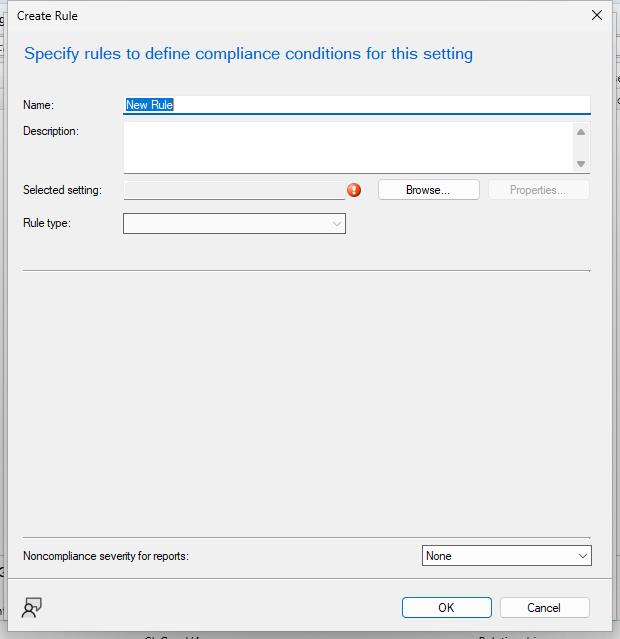 Create Rule
Specify rules to define compliance conditions for this setting
Name: New Rule
Description:
Selected setting: Browse... Properties...
Rule type:
Noncompliance severity for reports: None
OK Cancel